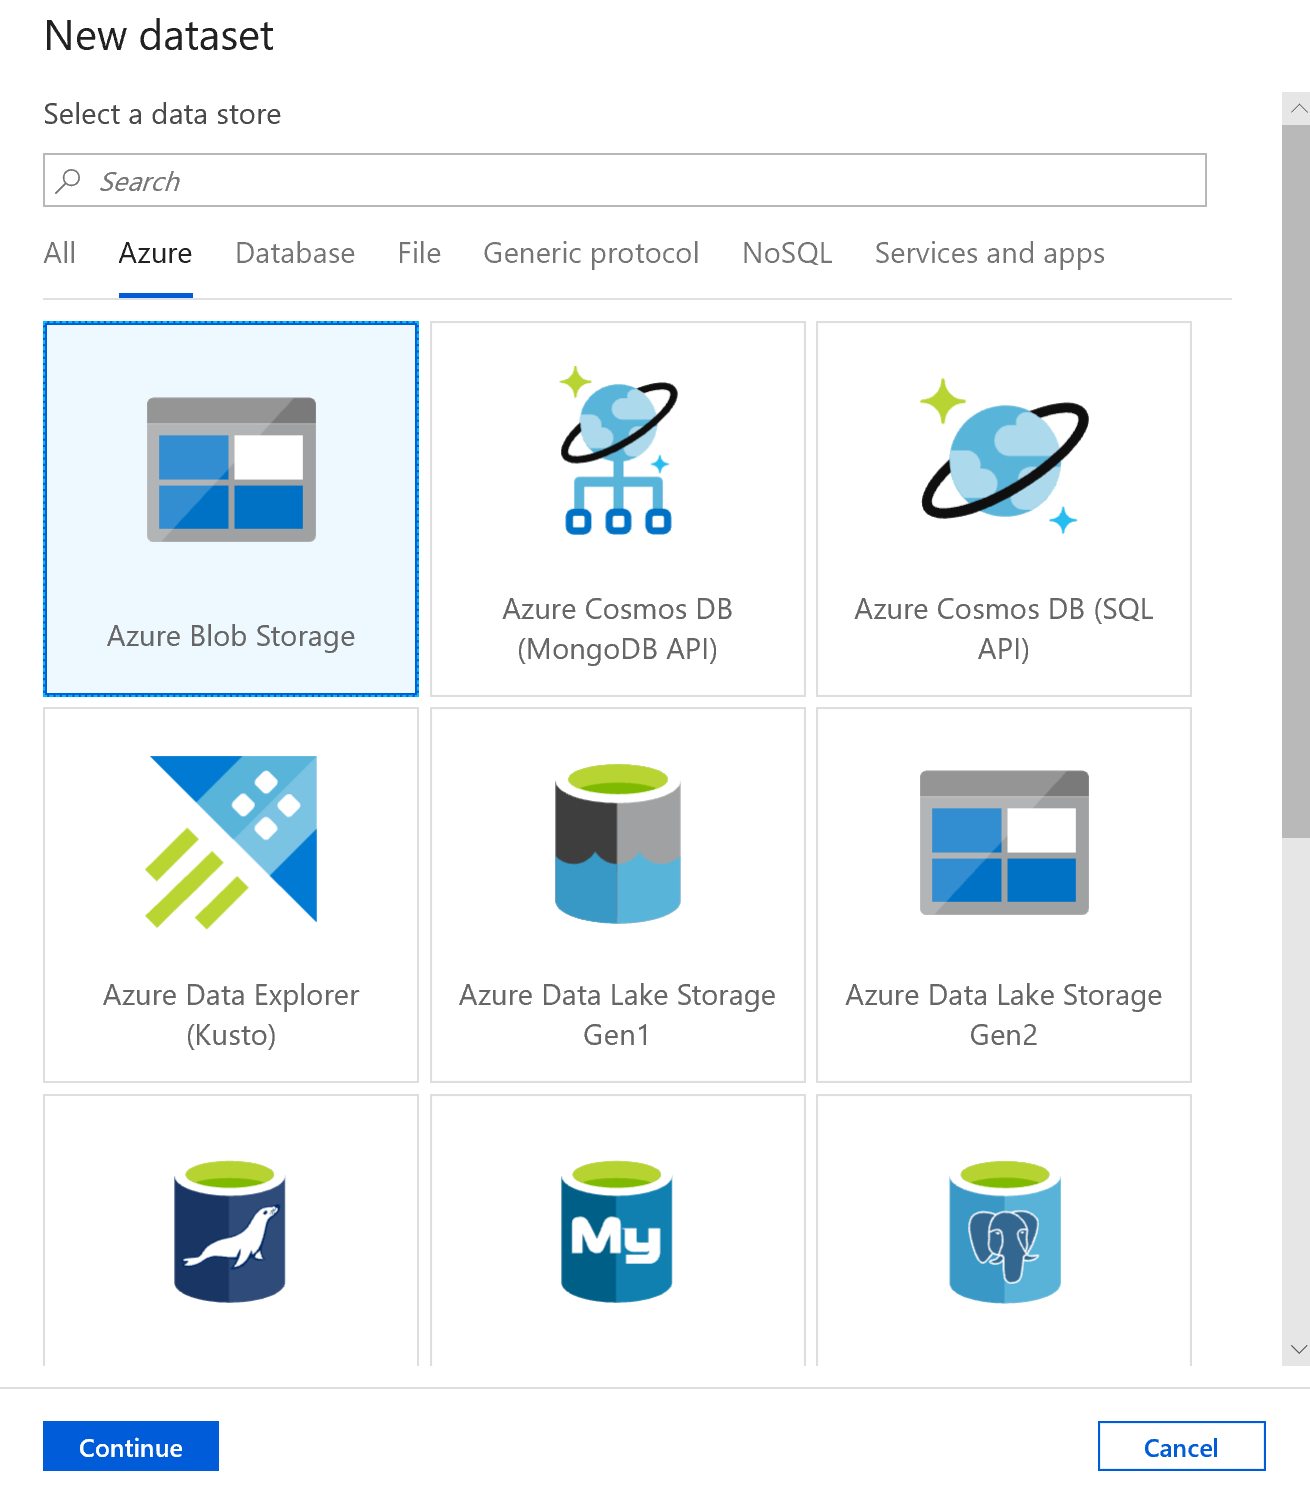 New dataset
Select a data store
Search
All Azure Database File Generic protocol NoSQL Services and apps
Azure Blob Storage
Azure Cosmos DB
(MongoDB API)
Azure Cosmos DB (SQL
API)
Azure Data Explorer
(Kusto)
Azure Data Lake Storage
Gen1
Azure Data Lake Storage
Gen2
My
Continue
Cancel